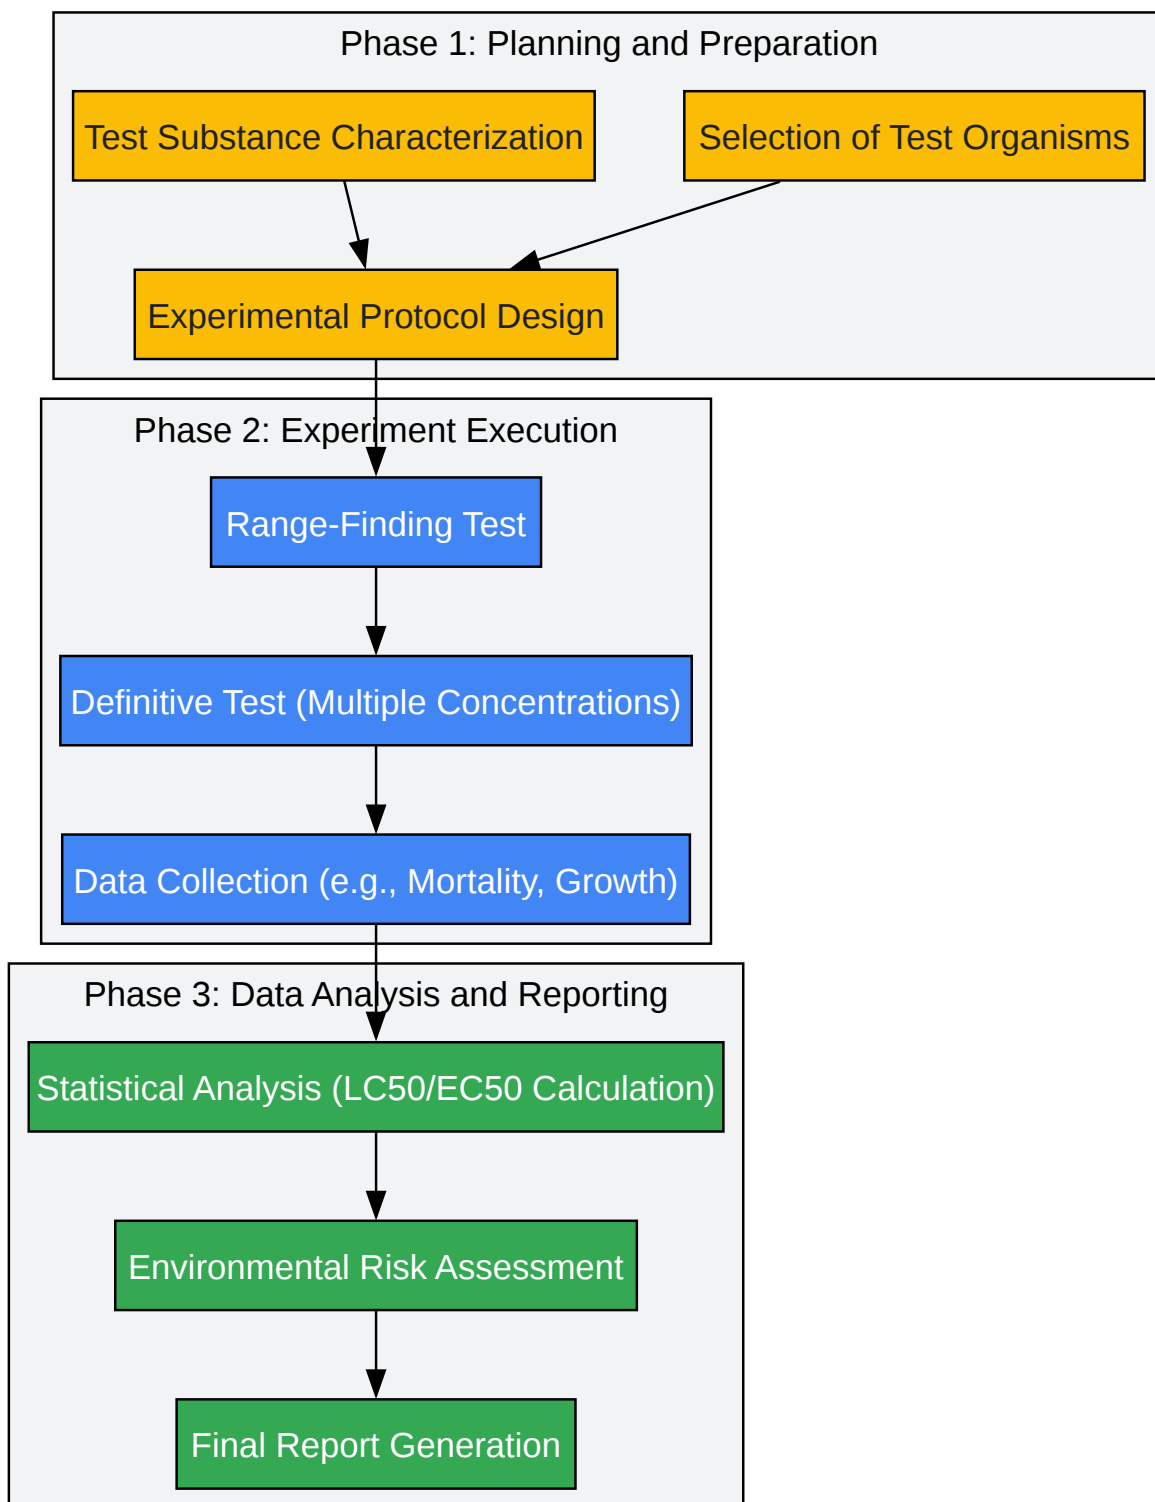 Phase 1: Planning and Preparation
Test Substance Characterization
Selection of Test Organisms
Experimental Protocol Design
Phase 2: Experiment Execution
Range-Finding Test
Definitive Test (Multiple Concentrations)
Data Collection (e.g., Mortality, Growth)
Phase 3: Data Analysis and Reporting
Statistical Analysis (LC50/EC50 Calculation)
Environmental Risk Assessment
Final Report Generation